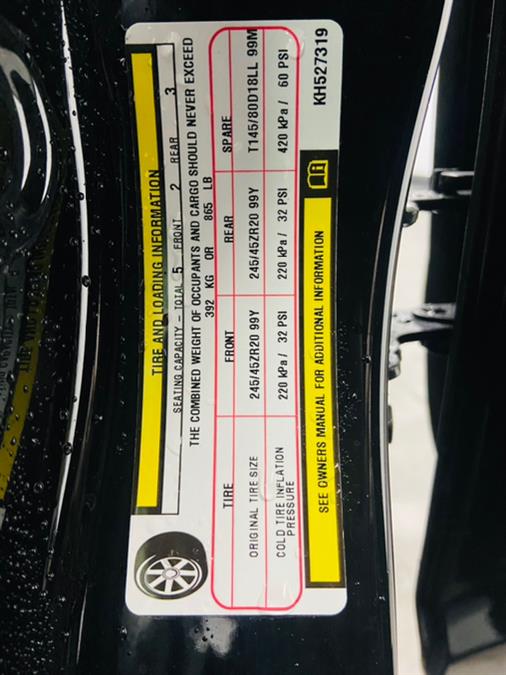 TIRE AND LOADING INFORMATION
SEATING CAPACITY – TOTAL 5 FRONT 2 REAR 3
THE COMBINED WEIGHT OF OCCUPANTS AND CARGO SHOULD NEVER EXCEED
392 KG OR 865 LB
TIRE FRONT REAR SPARE
ORIGINAL TIRE SIZE 245/45ZR20 99Y 245/45ZR20 99Y T145/80D18LL 99M
COLD TIRE INFLATION PRESSURE 220 kPa / 32 PSI 220 kPa / 32 PSI 420 kPa / 60 PSI
SEE OWNERS MANUAL FOR ADDITIONAL INFORMATION
KH527319